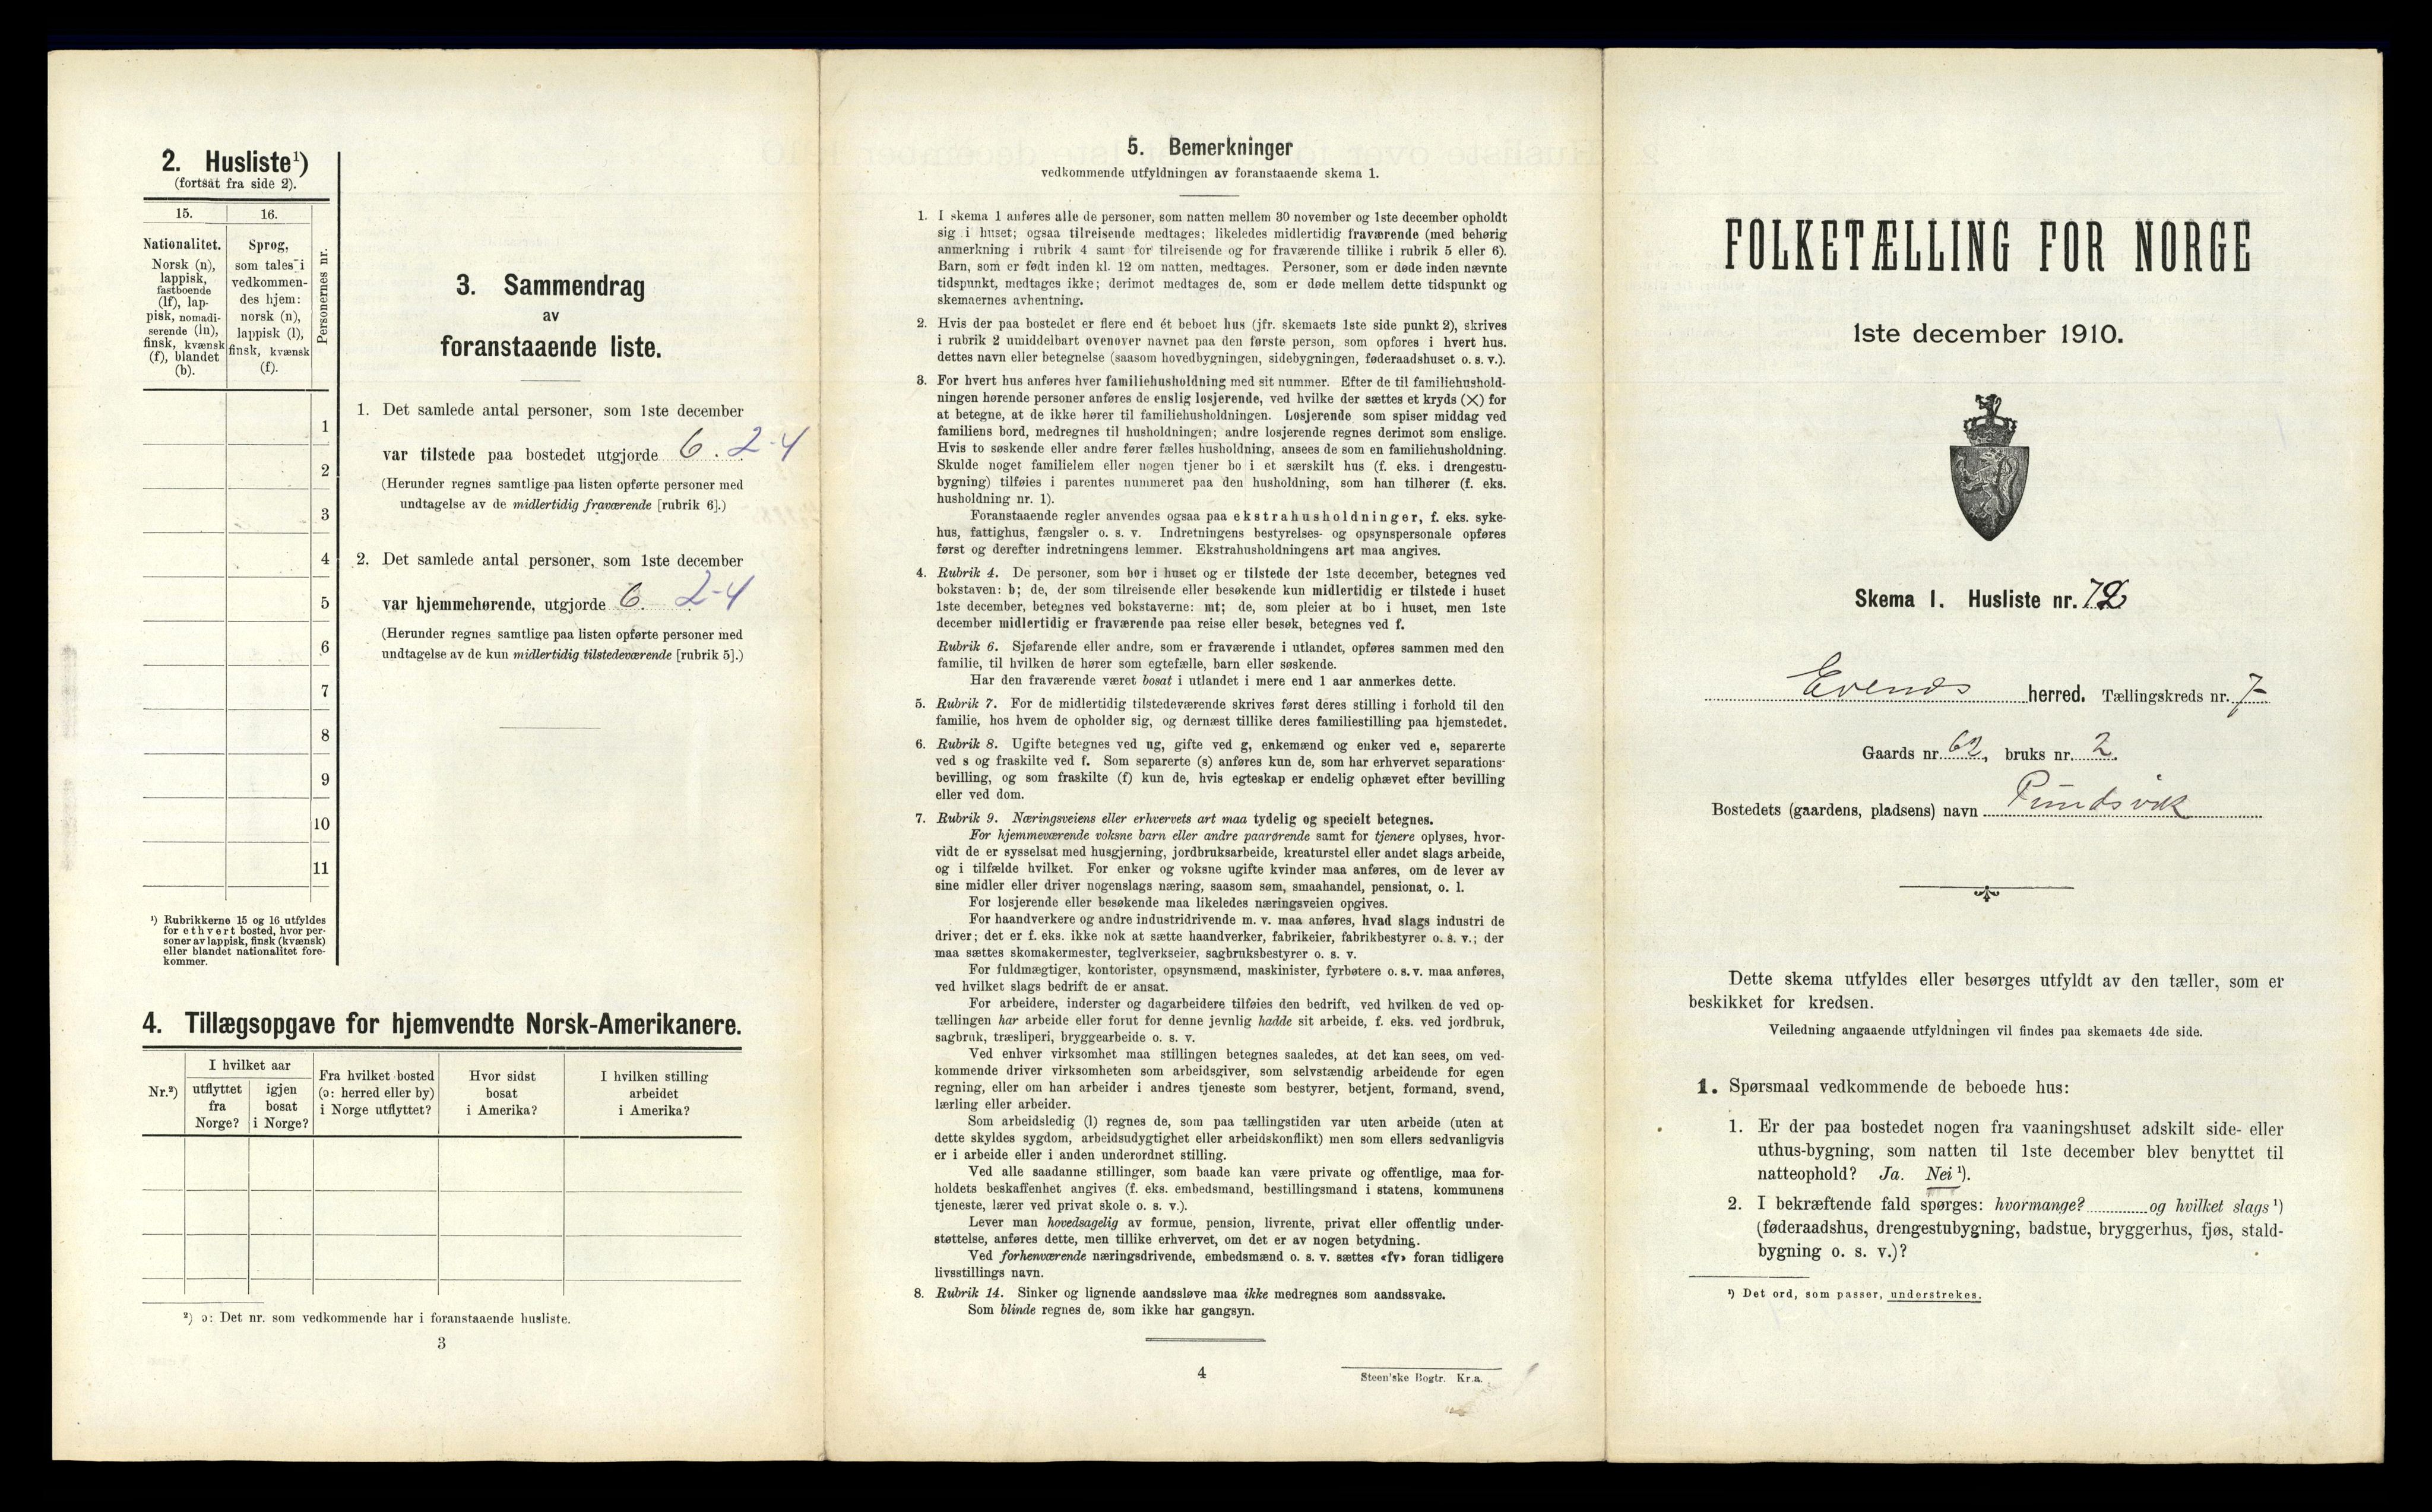 2. Husliste¹)
(fortsat fra side 2).
15.
16.
Personernes nr.
Nationalitet.
Norsk (n),
lappisk,
fastboende
(lf), lap-
pisk, nomadi-
serende (ln),
finsk, kvænsk
(f), blandet
(b).
Sprog,
som tales i
vedkommen-
des hjem:
norsk (n),
lappisk (l),
finsk, kvænsk
(f).
1
2
3
4
5
6
7
8
9
10
11
¹) Rubrikkerne 15 og 16 utfyldes
for ethvert bosted, hvor per-
soner av lappisk, finsk (kvænsk)
eller blandet nationalitet fore-
kommer.
3. Sammendrag
av
foranstaaende liste.
1. Det samlede antal personer, som 1ste december
var tilstede paa bostedet utgjorde 6. 2-4
(Herunder regnes samtlige paa listen opførte personer med
undtagelse av de midlertidig fraværende [rubrik 6].)
2. Det samlede antal personer, som 1ste december
var hjemmehørende, utgjorde 6. 2-4
(Herunder regnes samtlige paa listen opførte personer med
undtagelse av de kun midlertidig tilstedeværende [rubrik 5].)
4. Tillægsopgave for hjemvendte Norsk-Amerikanere.
Nr.²)
I hvilket aar
utflyttet
fra
Norge?
igjen
bosat
i Norge?
Fra hvilket bosted
(ɔ: herred eller by)
i Norge utflyttet?
Hvor sidst
bosat
i Amerika?
I hvilken stilling
arbeidet
i Amerika?
²) ɔ: Det nr. som vedkommende har i foranstaaende husliste.
3
5. Bemerkninger
vedkommende utfyldningen av foranstaaende skema 1.
1. I skema 1 anføres alle de personer, som natten mellem 30 november og 1ste december opholdt
sig i huset; ogsaa tilreisende medtages; likeledes midlertidig fraværende (med behørig
anmerkning i rubrik 4 samt for tilreisende og for fraværende tillike i rubrik 5 eller 6).
Barn, som er født inden kl. 12 om natten, medtages. Personer, som er døde inden nævnte
tidspunkt, medtages ikke; derimot medtages de, som er døde mellem dette tidspunkt og
skemaernes avhentning.
2. Hvis der paa bostedet er flere end ét beboet hus (jfr. skemaets 1ste side punkt 2), skrives
i rubrik 2 umiddelbart ovenover navnet paa den første person, som opføres i hvert hus.
dettes navn eller betegnelse (saasom hovedbygningen, sidebygningen, føderaadshuset o. s. v.).
3. For hvert hus anføres hver familiehusholdning med sit nummer. Efter de til familiehushold-
ningen hørende personer anføres de enslig losjerende, ved hvilke der sættes et kryds (×) for
at betegne, at de ikke hører til familiehusholdningen. Losjerende som spiser middag ved
familiens bord, medregnes til husholdningen; andre losjerende regnes derimot som enslige.
Hvis to søskende eller andre fører fælles husholdning, ansees de som en familiehusholdning.
Skulde noget familielem eller nogen tjener bo i et særskilt hus (f. eks. i drengestu-
bygning) tilføies i parentes nummeret paa den husholdning, som han tilhører (f. eks.
husholdning nr. 1).
Foranstaaende regler anvendes ogsaa paa ekstrahusholdninger, f. eks. syke-
hus, fattighus, fængsler o. s. v. Indretningens bestyrelses- og opsynspersonale opføres
først og derefter indretningens lemmer. Ekstrahusholdningens art maa angives.
4. Rubrik 4. De personer, som bor i huset og er tilstede der 1ste december, betegnes ved
bokstaven: b; de, der som tilreisende eller besøkende kun midlertidig er tilstede i huset
1ste december, betegnes ved bokstaverne: mt; de, som pleier at bo i huset, men 1ste
december midlertidig er fraværende paa reise eller besøk, betegnes ved f.
Rubrik 6. Sjøfarende eller andre, som er fraværende i utlandet, opføres sammen med den
familie, til hvilken de hører som egtefælle, barn eller søskende.
Har den fraværende været bosat i utlandet i mere end 1 aar anmerkes dette.
5. Rubrik 7. For de midlertidig tilstedeværende skrives først deres stilling i forhold til den
familie, hos hvem de opholder sig, og dernæst tillike deres familiestilling paa hjemstedet.
6. Rubrik 8. Ugifte betegnes ved ug, gifte ved g, enkemænd og enker ved e, separerte
ved s og fraskilte ved f. Som separerte (s) anføres kun de, som har erhvervet separations-
bevilling, og som fraskilte (f) kun de, hvis egteskap er endelig ophævet efter bevilling
eller ved dom.
7. Rubrik 9. Næringsveiens eller erhvervets art maa tydelig og specielt betegnes.
For hjemmeværende voksne barn eller andre paarørende samt for tjenere oplyses, hvor-
vidt de er sysselsat med husgjerning, jordbruksarbeide, kreaturstel eller andet slags arbeide,
og i tilfælde hvilket. For enker og voksne ugifte kvinder maa anføres, om de lever av
sine midler eller driver nogenslags næring, saasom søm, smaahandel, pensionat, o. l.
For losjerende eller besøkende maa likeledes næringsveien opgives.
For haandverkere og andre industridrivende m. v. maa anføres, hvad slags industri de
driver; det er f. eks. ikke nok at sætte haandverker, fabrikeier, fabrikbestyrer o. s. v.; der
maa sættes skomakermester, teglverkseier, sagbruksbestyrer o. s. v.
For fuldmægtiger, kontorister, opsynsmænd, maskinister, fyrbøtere o. s. v. maa anføres,
ved hvilket slags bedrift de er ansat.
For arbeidere, inderster og dagarbeidere tilføies den bedrift, ved hvilken de ved op-
tællingen har arbeide eller forut for denne jevnlig hadde sit arbeide, f. eks. ved jordbruk,
sagbruk, træsliperi, bryggearbeide o. s. v.
Ved enhver virksomhet maa stillingen betegnes saaledes, at det kan sees, om ved-
kommende driver virksomheten som arbeidsgiver, som selvstændig arbeidende for egen
regning, eller om han arbeider i andres tjeneste som bestyrer, betjent, formand, svend,
lærling eller arbeider.
Som arbeidsledig (l) regnes de, som paa tællingstiden var uten arbeide (uten at
dette skyldes sygdom, arbeidsudygtighet eller arbeidskonflikt) men som ellers sedvanligvis
er i arbeide eller i anden underordnet stilling.
Ved alle saadanne stillinger, som baade kan være private og offentlige, maa for-
holdets beskaffenhet angives (f. eks. embedsmand, bestillingsmand i statens, kommunens
tjeneste, lærer ved privat skole o. s. v.).
Lever man hovedsagelig av formue, pension, livrente, privat eller offentlig under-
støttelse, anføres dette, men tillike erhvervet, om det er av nogen betydning.
Ved forhenværende næringsdrivende, embedsmænd o. s. v. sættes «fv» foran tidligere
livsstillings navn.
8. Rubrik 14. Sinker og lignende aandssløve maa ikke medregnes som aandssvake.
Som blinde regnes de, som ikke har gangsyn.
4
Steen'ske Bogtr. Kr.a.
FOLKETÆLLING FOR NORGE
1ste december 1910.
Skema 1. Husliste nr. 72
Evenes herred. Tællingskreds nr. 7
Gaards nr. 62, bruks nr. 2.
Bostedets (gaardens, pladsens) navn Pundsvik
Dette skema utfyldes eller besørges utfyldt av den tæller, som er
beskikket for kredsen.
Veiledning angaaende utfyldningen vil findes paa skemaets 4de side.
1. Spørsmaal vedkommende de beboede hus:
1. Er der paa bostedet nogen fra vaaningshuset adskilt side- eller
uthus-bygning, som natten til 1ste december blev benyttet til
natteophold? Ja. Nei ¹).
2. I bekræftende fald spørges: hvormange? og hvilket slags ¹)
(føderaadshus, drengestubygning, badstue, bryggerhus, fjøs, stald-
bygning o. s. v.)?
¹) Det ord, som passer, understrekes.